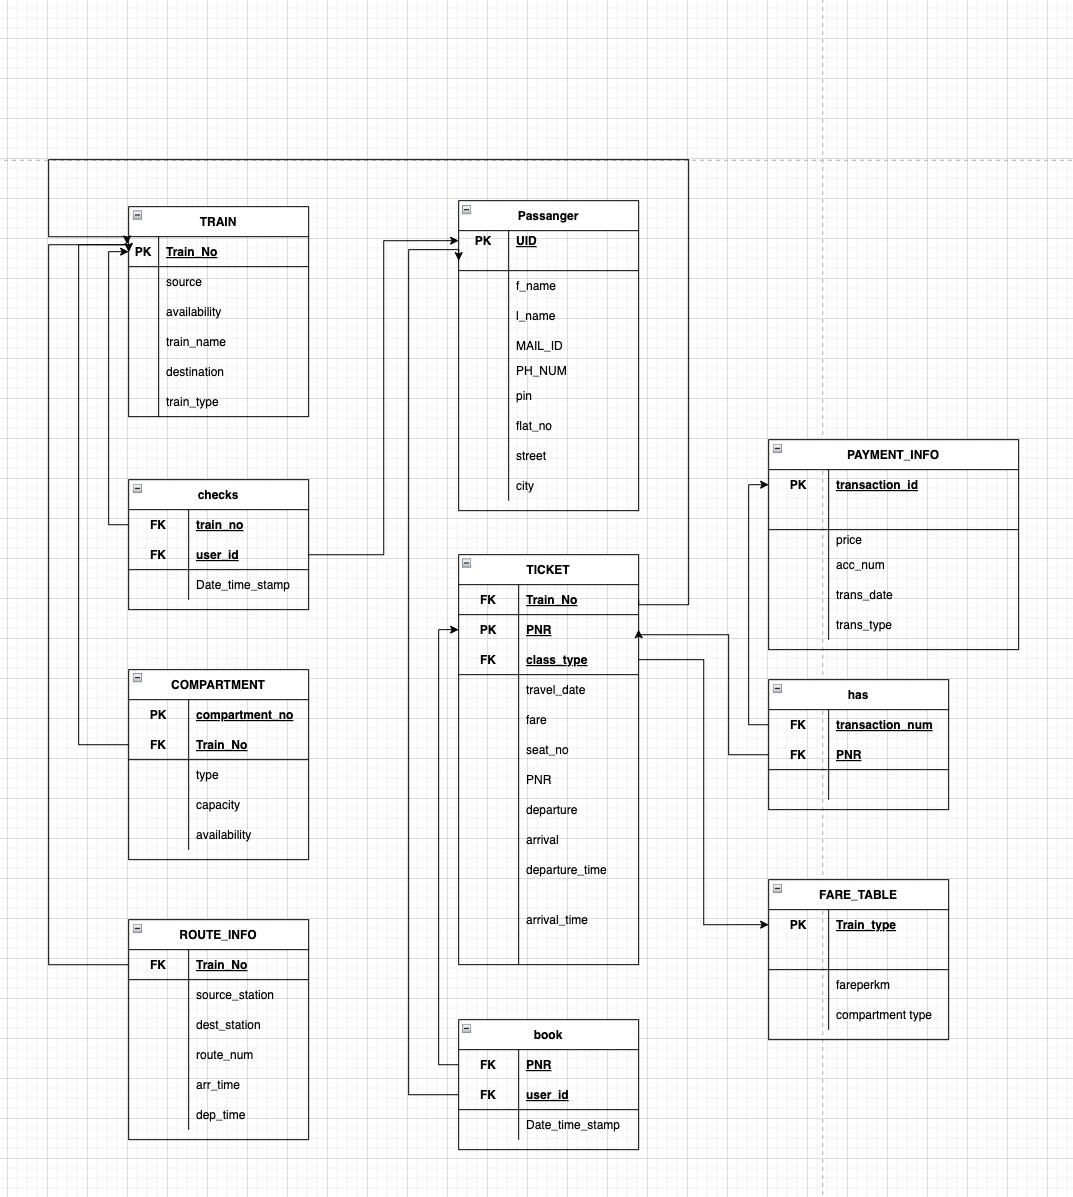 TRAIN
PK Train_No
source
availability
train_name
destination
train_type
Passanger
PK UID
f_name
l_name
MAIL_ID
PH_NUM
pin
flat_no
street
city
checks
FK train_no
FK user_id
Date_time_stamp
PAYMENT_INFO
PK transaction_id
price
acc_num
trans_date
trans_type
TICKET
FK Train_No
PK PNR
FK class_type
travel_date
fare
seat_no
PNR
departure
arrival
departure_time
arrival_time
COMPARTMENT
PK compartment_no
FK Train_No
type
capacity
availability
has
FK transaction_num
FK PNR
FARE_TABLE
PK Train_type
fareperkm
compartment type
ROUTE_INFO
FK Train_No
source_station
dest_station
route_num
arr_time
dep_time
book
FK PNR
FK user_id
Date_time_stamp